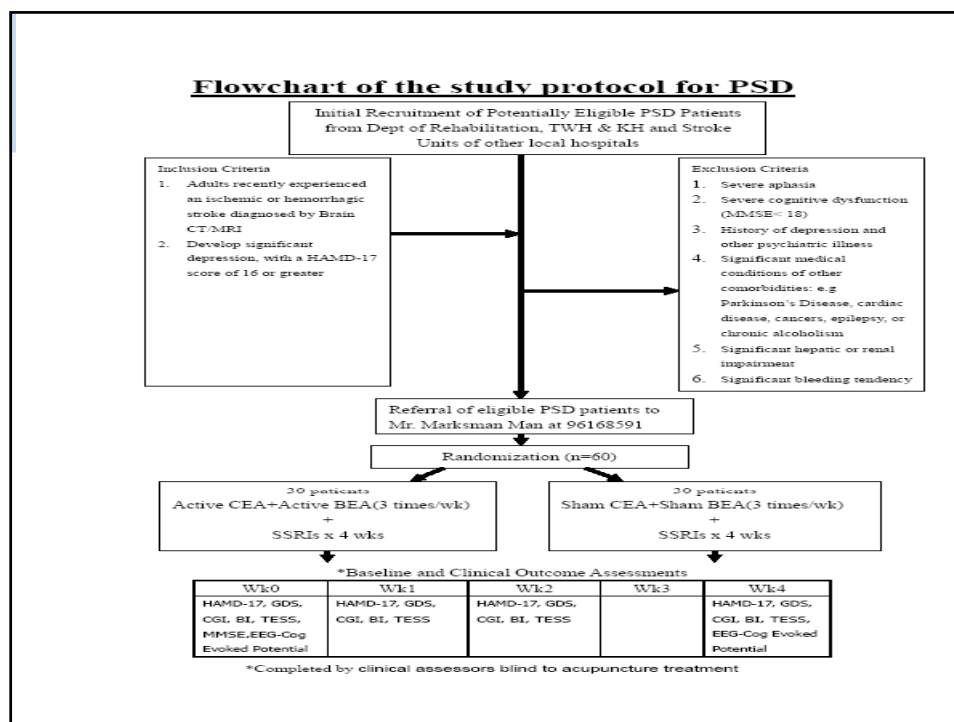 Flowchart of the study protocol for PSD
Initial Recruitment of Potentially Eligible PSD Patients
from Dept of Rehabilitation, TWH & KH and Stroke
Units of other local hospitals
Inclusion Criteria
1. Adults recently experienced
an ischemic or hemorrhagic
stroke diagnosed by Brain
CT/MRI
2. Develop significant
depression, with a HAMD-17
score of 16 or greater
Exclusion Criteria
1. Severe aphasia
2. Severe cognitive dysfunction
(MMSE< 18)
3. History of depression and
other psychiatric illness
4. Significant medical
conditions of other
comorbidities: e.g
Parkinson's Disease, cardiac
disease, cancers, epilepsy, or
chronic alcoholism
5. Significant hepatic or renal
impairment
6. Significant bleeding tendency
Referral of eligible PSD patients to
Mr. Marksman Man at 96168591
Randomization (n=60)
30 patients
Active CEA+Active BEA(3 times/wk)
+
SSRIs x 4 wks
30 patients
Sham CEA+Sham BEA(3 times/wk)
+
SSRIs x 4 wks
*Baseline and Clinical Outcome Assessments
Wk0 Wk1 Wk2 Wk3 Wk4
HAMD-17, GDS,
CGI, BI, TESS,
MMSE,EEG-Cog
Evoked Potential
HAMD-17, GDS,
CGI, BI, TESS
HAMD-17, GDS,
CGI, BI, TESS
HAMD-17, GDS,
CGI, BI, TESS,
EEG-Cog Evoked
Potential
*Completed by clinical assessors blind to acupuncture treatment